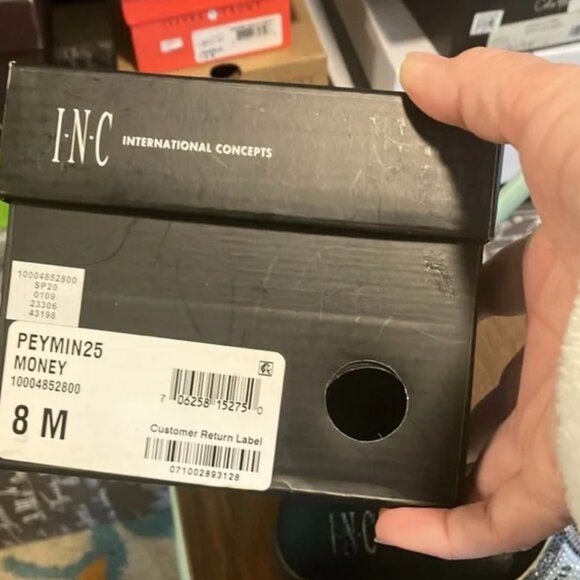 I·N·C INTERNATIONAL CONCEPTS
10004852800
SP20
0109
23306
43198
PEYMIN25
MONEY
10004852800
8 M
7 06258 15275 0
Customer Return Label
071002893128
I·N·C